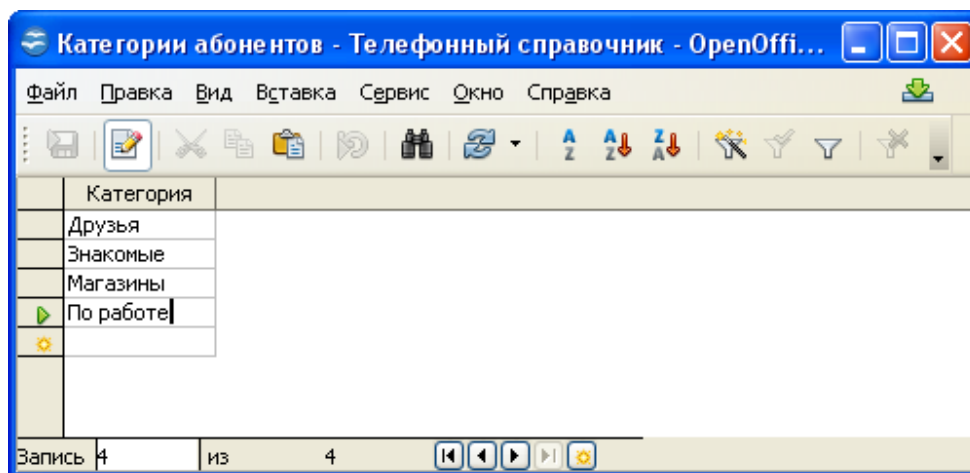 Категории абонентов - Телефонный справочник - OpenOffi...
Файл Правка Вид Вставка Сервис Окно Справка
Категория
Друзья
Знакомые
Магазины
По работе
Запись 4 из 4